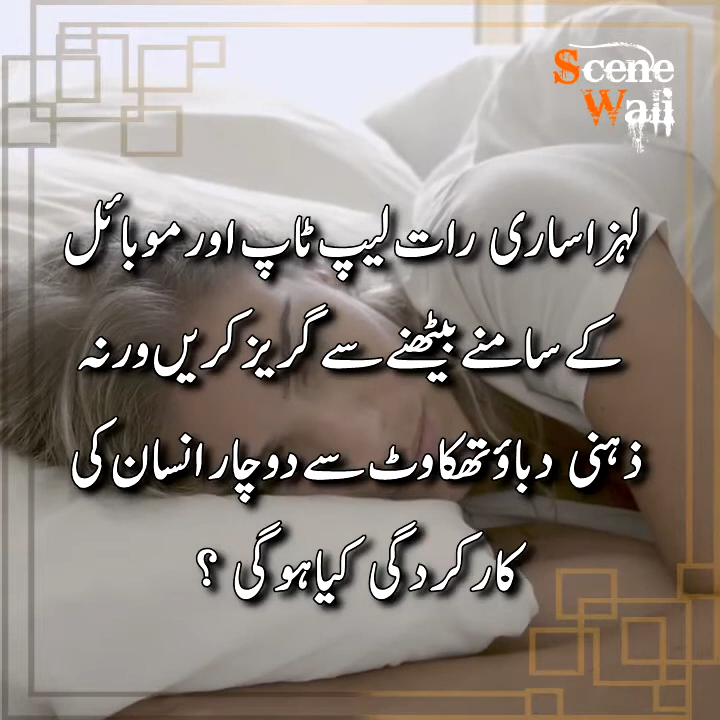 Scene
Wali
لہزا ساری رات لیپ ٹاپ اور موبائل
کے سامنے بیٹھنے سے گریز کریں ورنہ
ذہنی دباؤ تھکاوٹ سے دوچار انسان کی
کارکردگی کیا ہوگی ؟